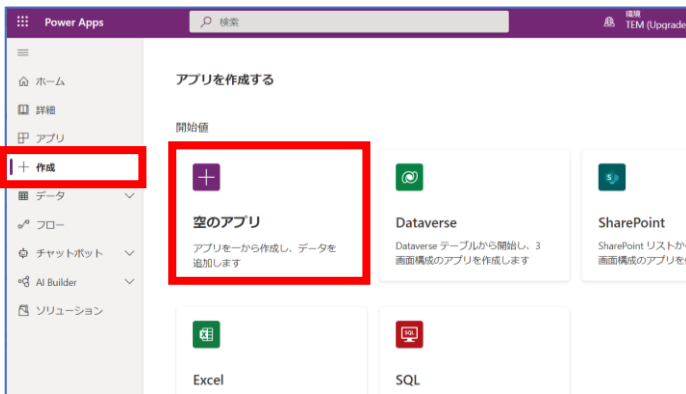 Power Apps
検索
環境
TEM (Upgrade
ホーム
詳細
アプリ
作成
データ
フロー
チャットボット
AI Builder
ソリューション
アプリを作成する
開始値
空のアプリ
アプリを一から作成し、データを
追加します
Dataverse
Dataverse テーブルから開始し、3
画面構成のアプリを作成します
SharePoint
SharePoint リストか
画面構成のアプリを
Excel
SQL
SQL